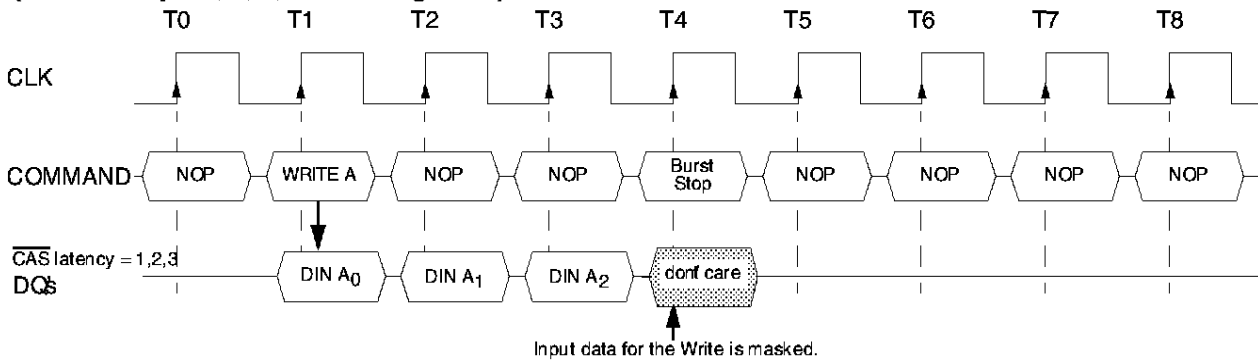 T0 T1 T2 T3 T4 T5 T6 T7 T8
CLK
COMMAND NOP WRITE A NOP NOP Burst Stop NOP NOP NOP NOP
CAS latency = 1,2,3
DQ's DIN A0 DIN A1 DIN A2 don't care
Input data for the Write is masked.